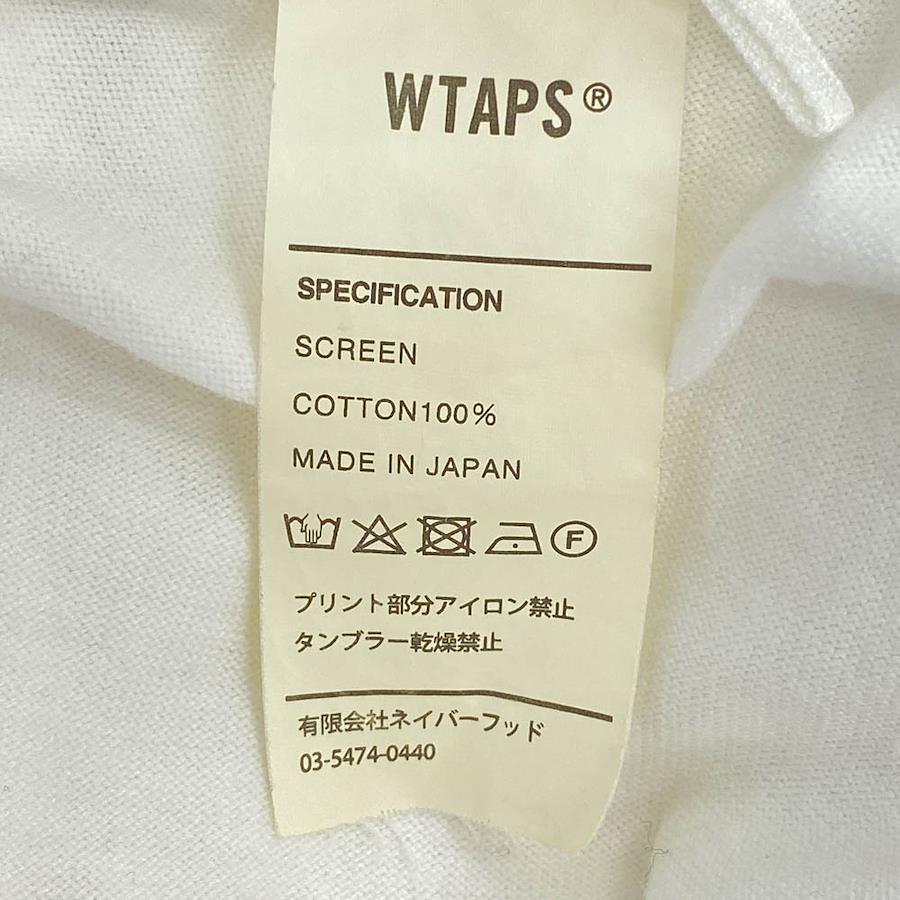 WTAPS®
SPECIFICATION
SCREEN
COTTON100%
MADE IN JAPAN
F
プリント部分アイロン禁止
タンブラー乾燥禁止
有限会社ネイバーフッド
03-5474-0440